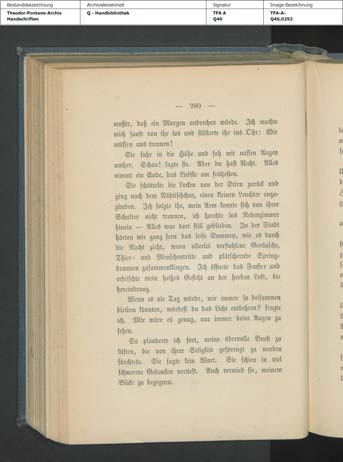 Bestandsbezeichnung
Archivalieneinheit
Signatur
Image-Bezeichnung
Theodor-Fontane-Archiv
Handschriften
Q - Handbibliothek
TFA A
Q46
TFA-A-
Q46,0292
— 280 —
mußte, daß ein Morgen anbrechen würde. Ich machte
mich sanft von ihr los und flüsterte ihr ins Ohr: Wir
müssen uns trennen!
Sie fuhr in die Höhe und sah mir nassen Augen
umher. Schon! sagte sie. Aber du hast Recht. Alles
nimmt ein Ende, das Liebste am frühesten.
Sie schüttelte die Locken von der Stirn zurück und
ging nach dem Nähtischchen, einen kleinen Leuchter anzu-
zünden. Ich folgte ihr, mein Arm konnte sich von ihrer
Schulter nicht trennen, ich horchte ins Nebenzimmer
hinein — Alles war dort still geblieben. In der Stadt
hörten wir ganz fern das leise Summen, wie es durch
die Nacht zieht, wenn allerlei verstohlene Geräusche,
Thier- und Menschentritte und plätschernde Spring-
brunnen zusammenklingen. Ich öffnete das Fenster und
erfrischte mein heißes Gesicht an der herben Luft, die
hereindrang.
Wenn es nie Tag würde, wir immer so beisammen
bleiben könnten, würdest du das Licht entbehren? fragte
ich. Mir wäre es genug, nur immer deine Augen zu
sehen.
So plauderte ich fort, meine übervolle Brust zu
lüften, die von ihrer Seligkeit gesprengt zu werden
fürchtete. Sie sagte kein Wort. Sie schien in viel
schwerere Gedanken vertieft. Auch vermied sie, meinem
Blicke zu begegnen.